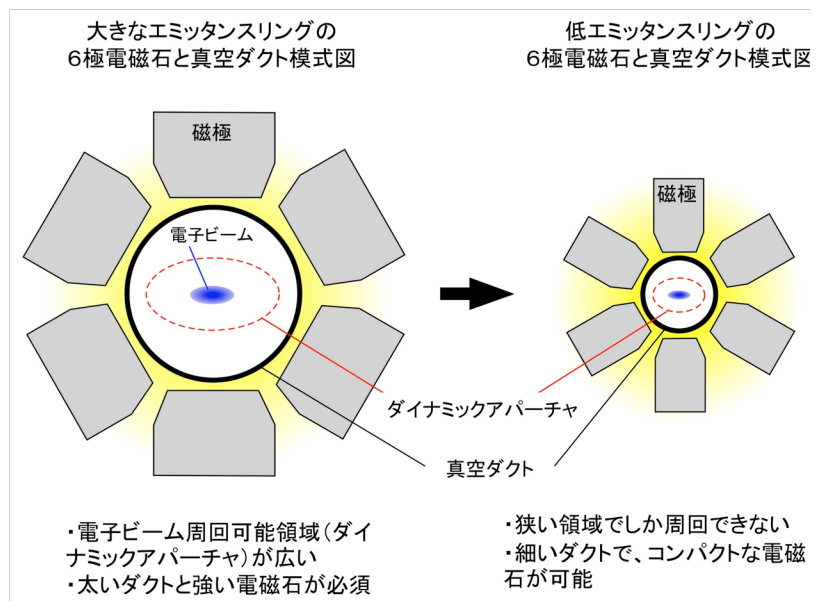 大きなエミッタンスリングの
６極電磁石と真空ダクト模式図
低エミッタンスリングの
６極電磁石と真空ダクト模式図
磁極
電子ビーム
磁極
ダイナミックアパーチャ
真空ダクト
・電子ビーム周回可能領域（ダイ
ナミックアパーチャ）が広い
・太いダクトと強い電磁石が必須
・狭い領域でしか周回できない
・細いダクトで、コンパクトな電磁
石が可能